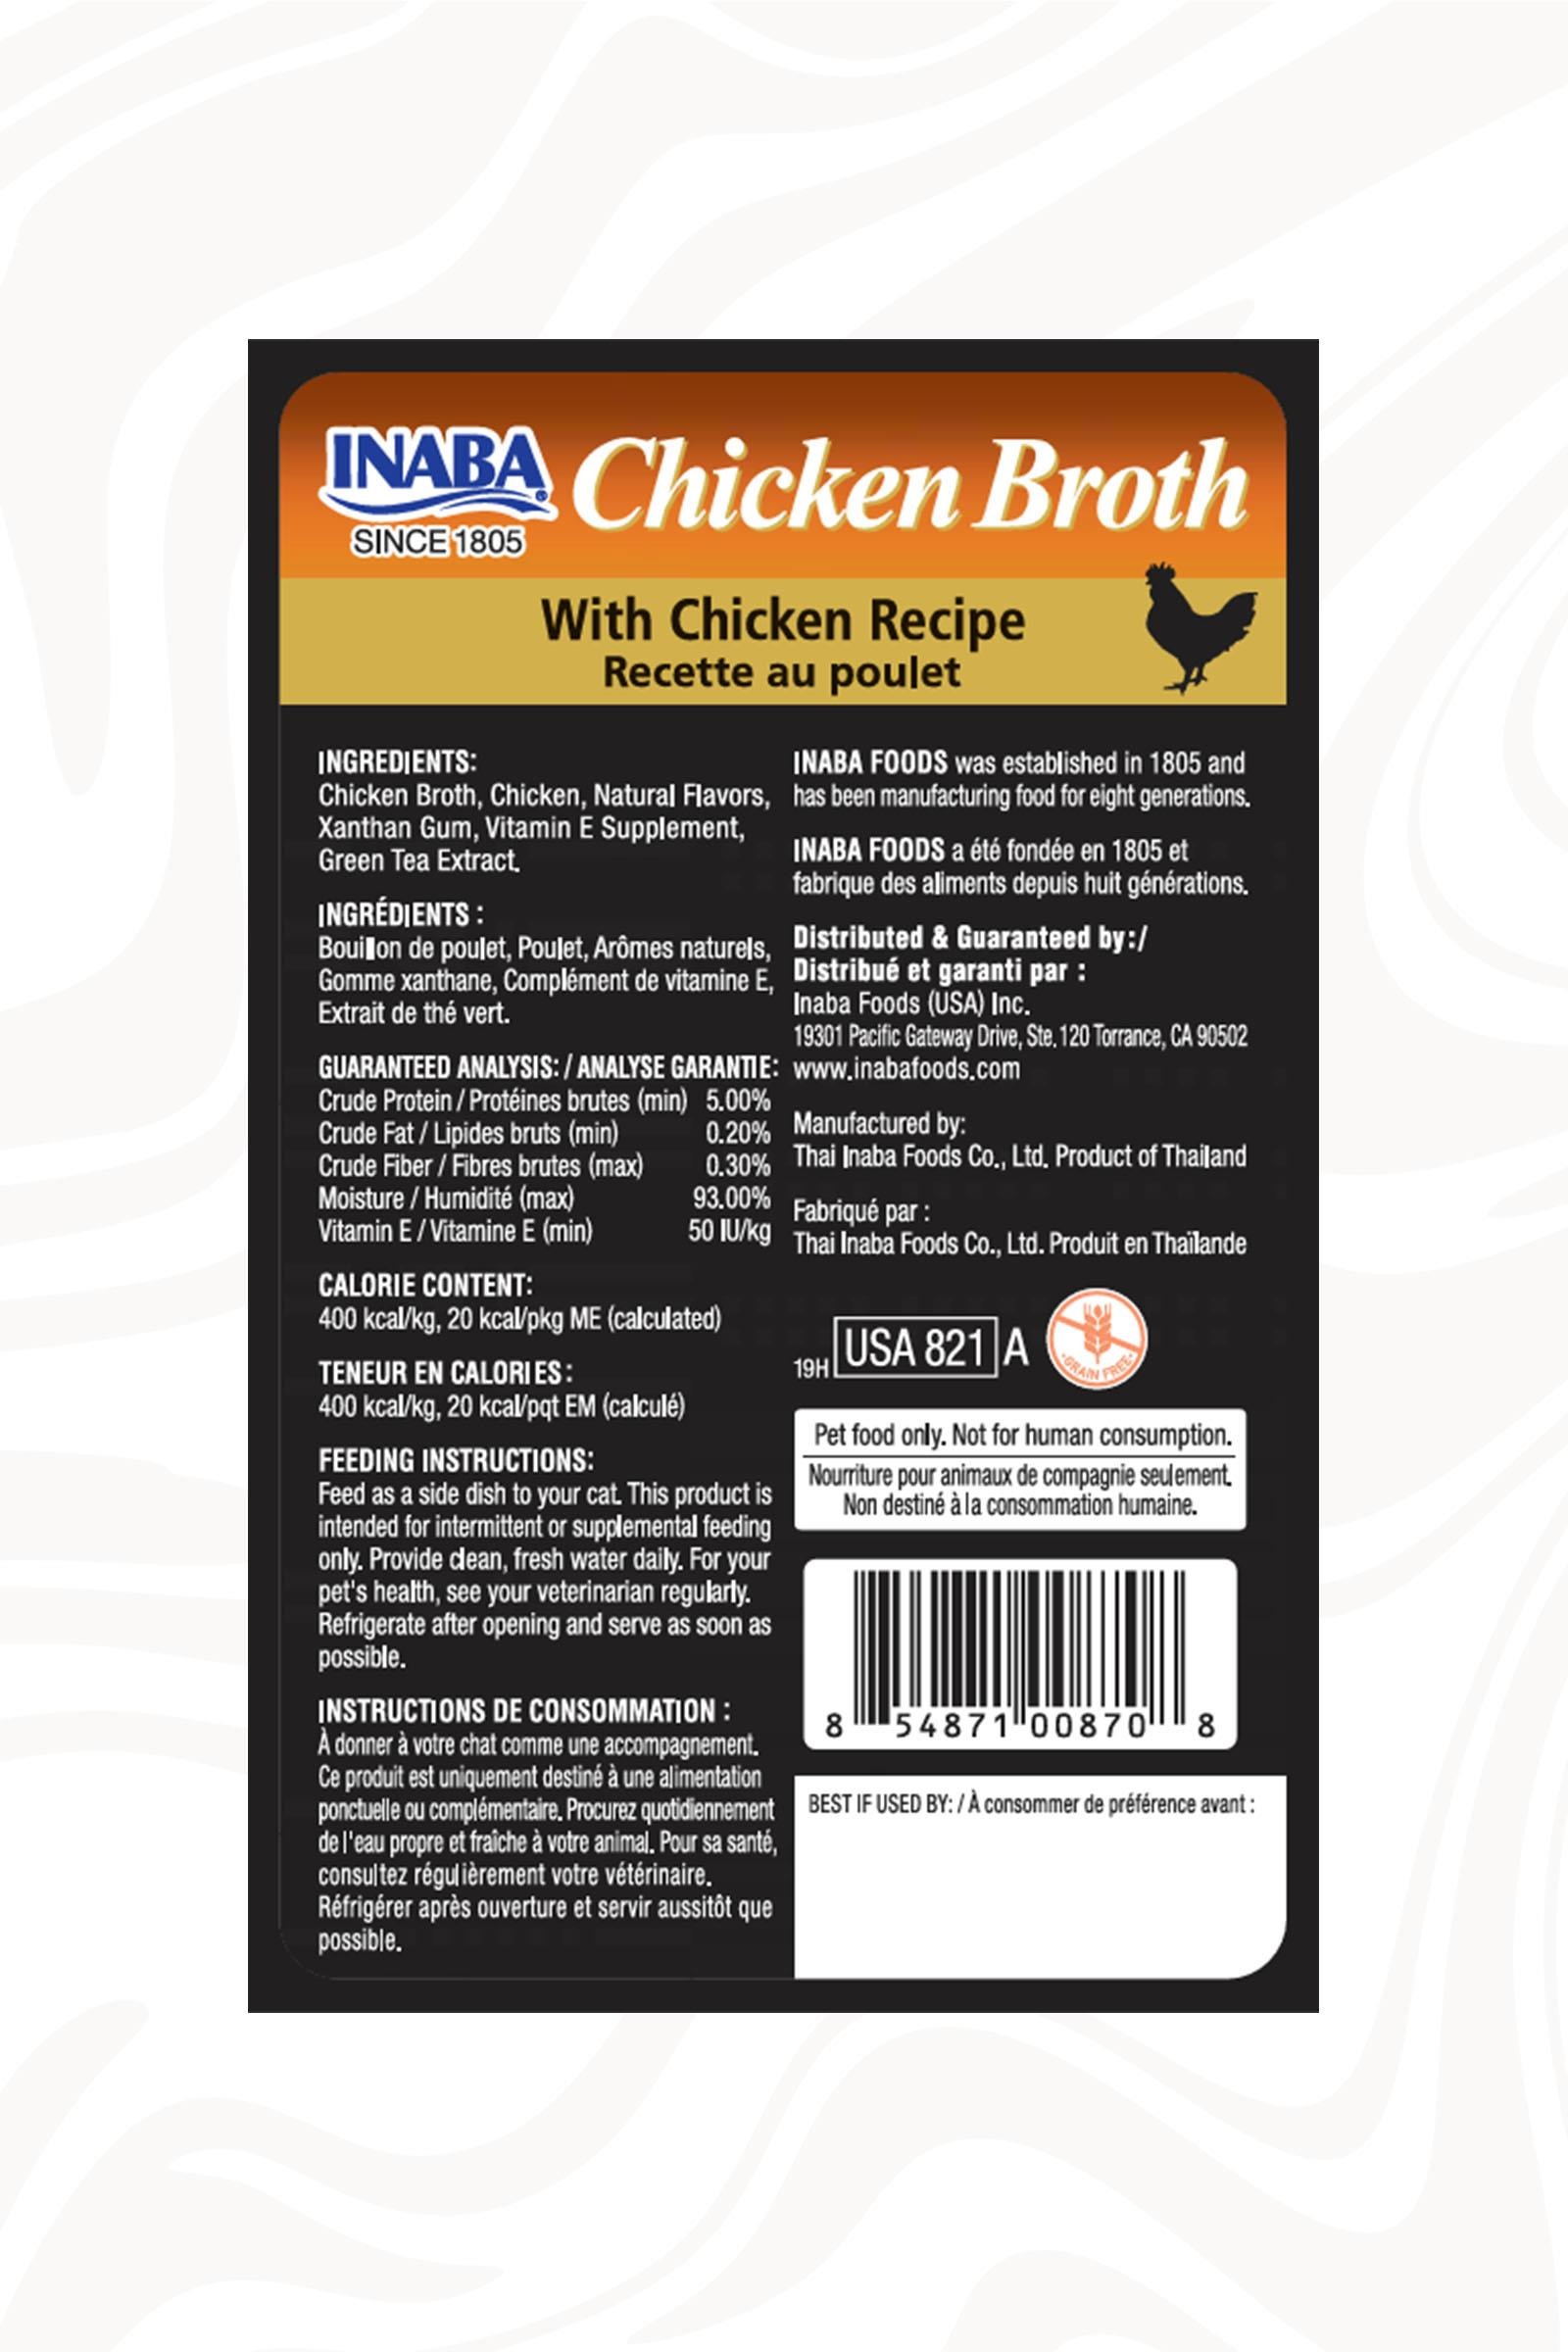 INABA
SINCE 1805
Chicken Broth
With Chicken Recipe
Recette au poulet
INGREDIENTS:
Chicken Broth, Chicken, Natural Flavors,
Xanthan Gum, Vitamin E Supplement,
Green Tea Extract.
INGRÉDIENTS :
Bouillon de poulet, Poulet, Arômes naturels,
Gomme xanthane, Complément de vitamine E,
Extrait de thé vert.
GUARANTEED ANALYSIS: / ANALYSE GARANTIE:
Crude Protein / Protéines brutes (min) 5.00%
Crude Fat / Lipides bruts (min) 0.20%
Crude Fiber / Fibres brutes (max) 0.30%
Moisture / Humidité (max) 93.00%
Vitamin E / Vitamine E (min) 50 IU/kg
CALORIE CONTENT:
400 kcal/kg, 20 kcal/pkg ME (calculated)
TENEUR EN CALORIES :
400 kcal/kg, 20 kcal/pqt EM (calculé)
FEEDING INSTRUCTIONS:
Feed as a side dish to your cat. This product is
intended for intermittent or supplemental feeding
only. Provide clean, fresh water daily. For your
pet's health, see your veterinarian regularly.
Refrigerate after opening and serve as soon as
possible.
INSTRUCTIONS DE CONSOMMATION :
À donner à votre chat comme une accompagnement.
Ce produit est uniquement destiné à une alimentation
ponctuelle ou complémentaire. Procurez quotidiennement
de l'eau propre et fraîche à votre animal. Pour sa santé,
consultez régulièrement votre vétérinaire.
Réfrigérer après ouverture et servir aussitôt que
possible.
INABA FOODS was established in 1805 and
has been manufacturing food for eight generations.
INABA FOODS a été fondée en 1805 et
fabrique des aliments depuis huit générations.
Distributed & Guaranteed by:/
Distribué et garanti par :
Inaba Foods (USA) Inc.
19301 Pacific Gateway Drive, Ste. 120 Torrance, CA 90502
www.inabafoods.com
Manufactured by:
Thai Inaba Foods Co., Ltd. Product of Thailand
Fabriqué par :
Thai Inaba Foods Co., Ltd. Produit en Thaïlande
19H USA 821 A
GRAIN FREE
Pet food only. Not for human consumption.
Nourriture pour animaux de compagnie seulement.
Non destiné à la consommation humaine.
8 54871 00870 8
BEST IF USED BY: / À consommer de préférence avant :